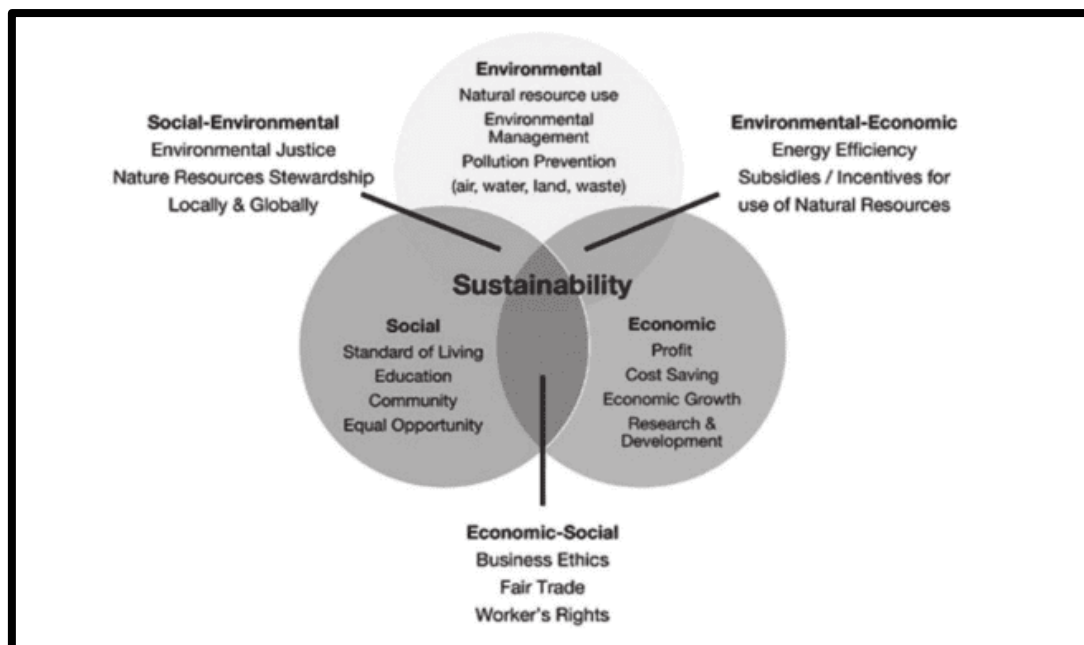 Environmental
Natural resource use
Environmental
Management
Pollution Prevention
(air, water, land, waste)
Social-Environmental
Environmental Justice
Nature Resources Stewardship
Locally & Globally
Environmental-Economic
Energy Efficiency
Subsidies / Incentives for
use of Natural Resources
Sustainability
Social
Standard of Living
Education
Community
Equal Opportunity
Economic
Profit
Cost Saving
Economic Growth
Research &
Development
Economic-Social
Business Ethics
Fair Trade
Worker's Rights